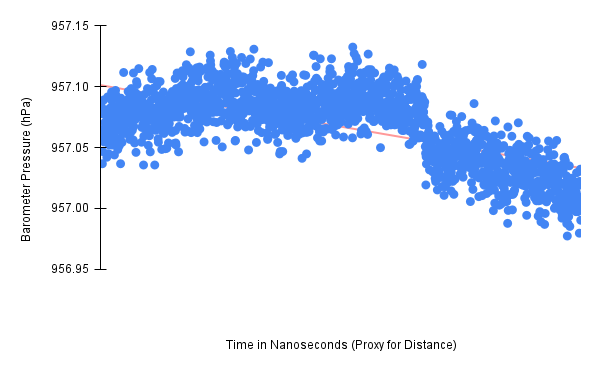 957.15
957.10
957.05
957.00
956.95
Barometer Pressure (hPa)
Time in Nanoseconds (Proxy for Distance)